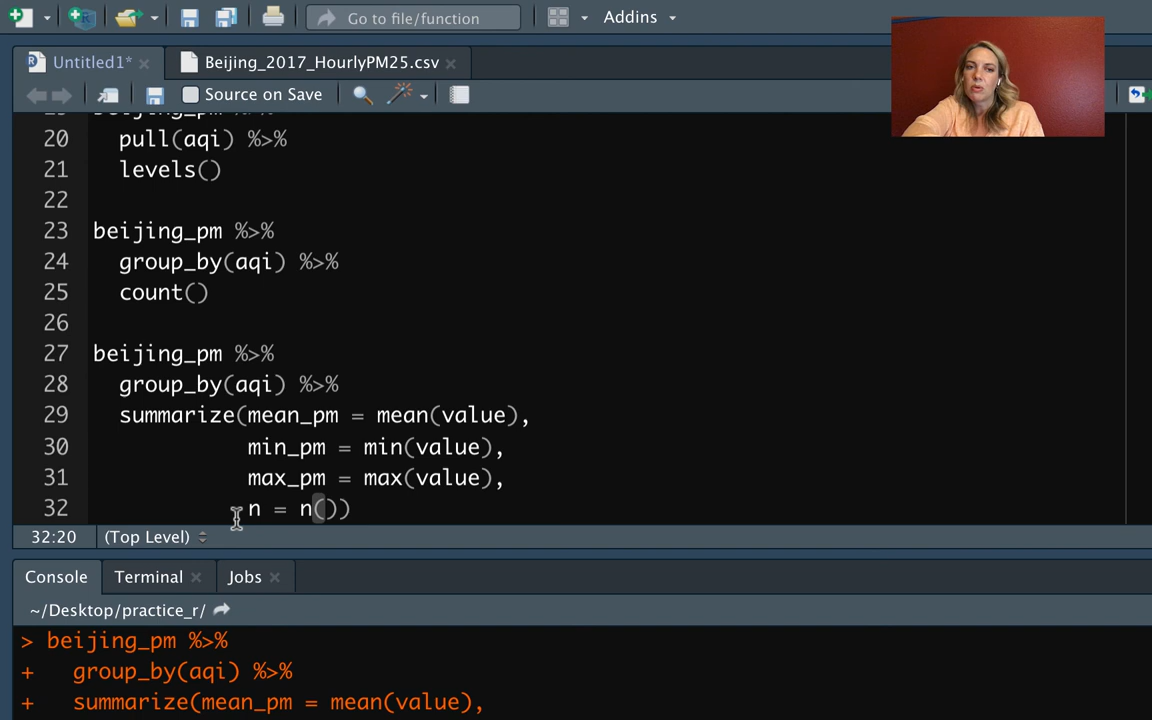 Go to file/function
Addins
Untitled1*
Beijing_2017_HourlyPM25.csv
Source on Save
20 pull(aqi) %>%
21 levels()
22
23 beijing_pm %>%
24 group_by(aqi) %>%
25 count()
26
27 beijing_pm %>%
28 group_by(aqi) %>%
29 summarize(mean_pm = mean(value),
30 min_pm = min(value),
31 max_pm = max(value),
32 n = n())
32:20 (Top Level)
Console Terminal Jobs
~/Desktop/practice_r/
> beijing_pm %>%
+ group_by(aqi) %>%
+ summarize(mean_pm = mean(value),